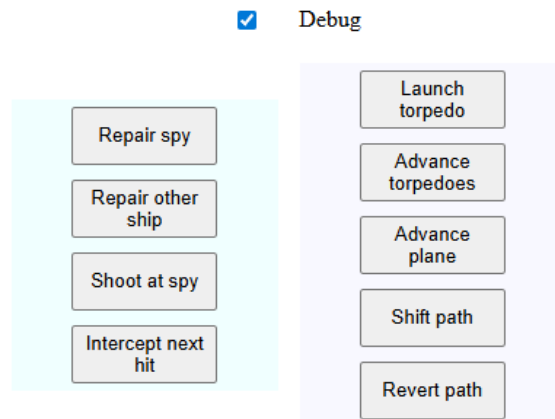 Debug
Repair spy
Repair other
ship
Shoot at spy
Intercept next
hit
Launch
torpedo
Advance
torpedoes
Advance
plane
Shift path
Revert path